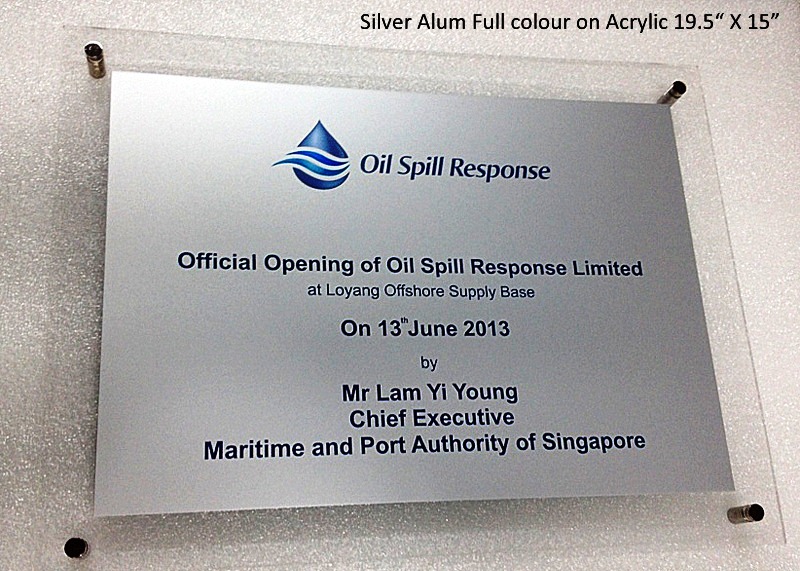 Silver Alum Full colour on Acrylic 19.5“ X 15”
Oil Spill Response
Official Opening of Oil Spill Response Limited
at Loyang Offshore Supply Base
On 13th June 2013
by
Mr Lam Yi Young
Chief Executive
Maritime and Port Authority of Singapore